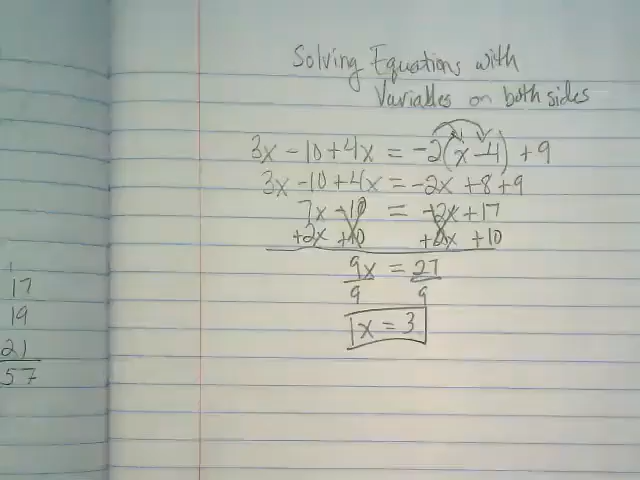 Solving Equations with
Variables on both sides
3x - 10 + 4x = -2(x - 4) + 9
3x - 10 + 4x = -2x + 8 + 9
7x - 10 = -2x + 17
+2x +10 +2x +10
9x = 27
9 9
x = 3
1
17
19
21
57